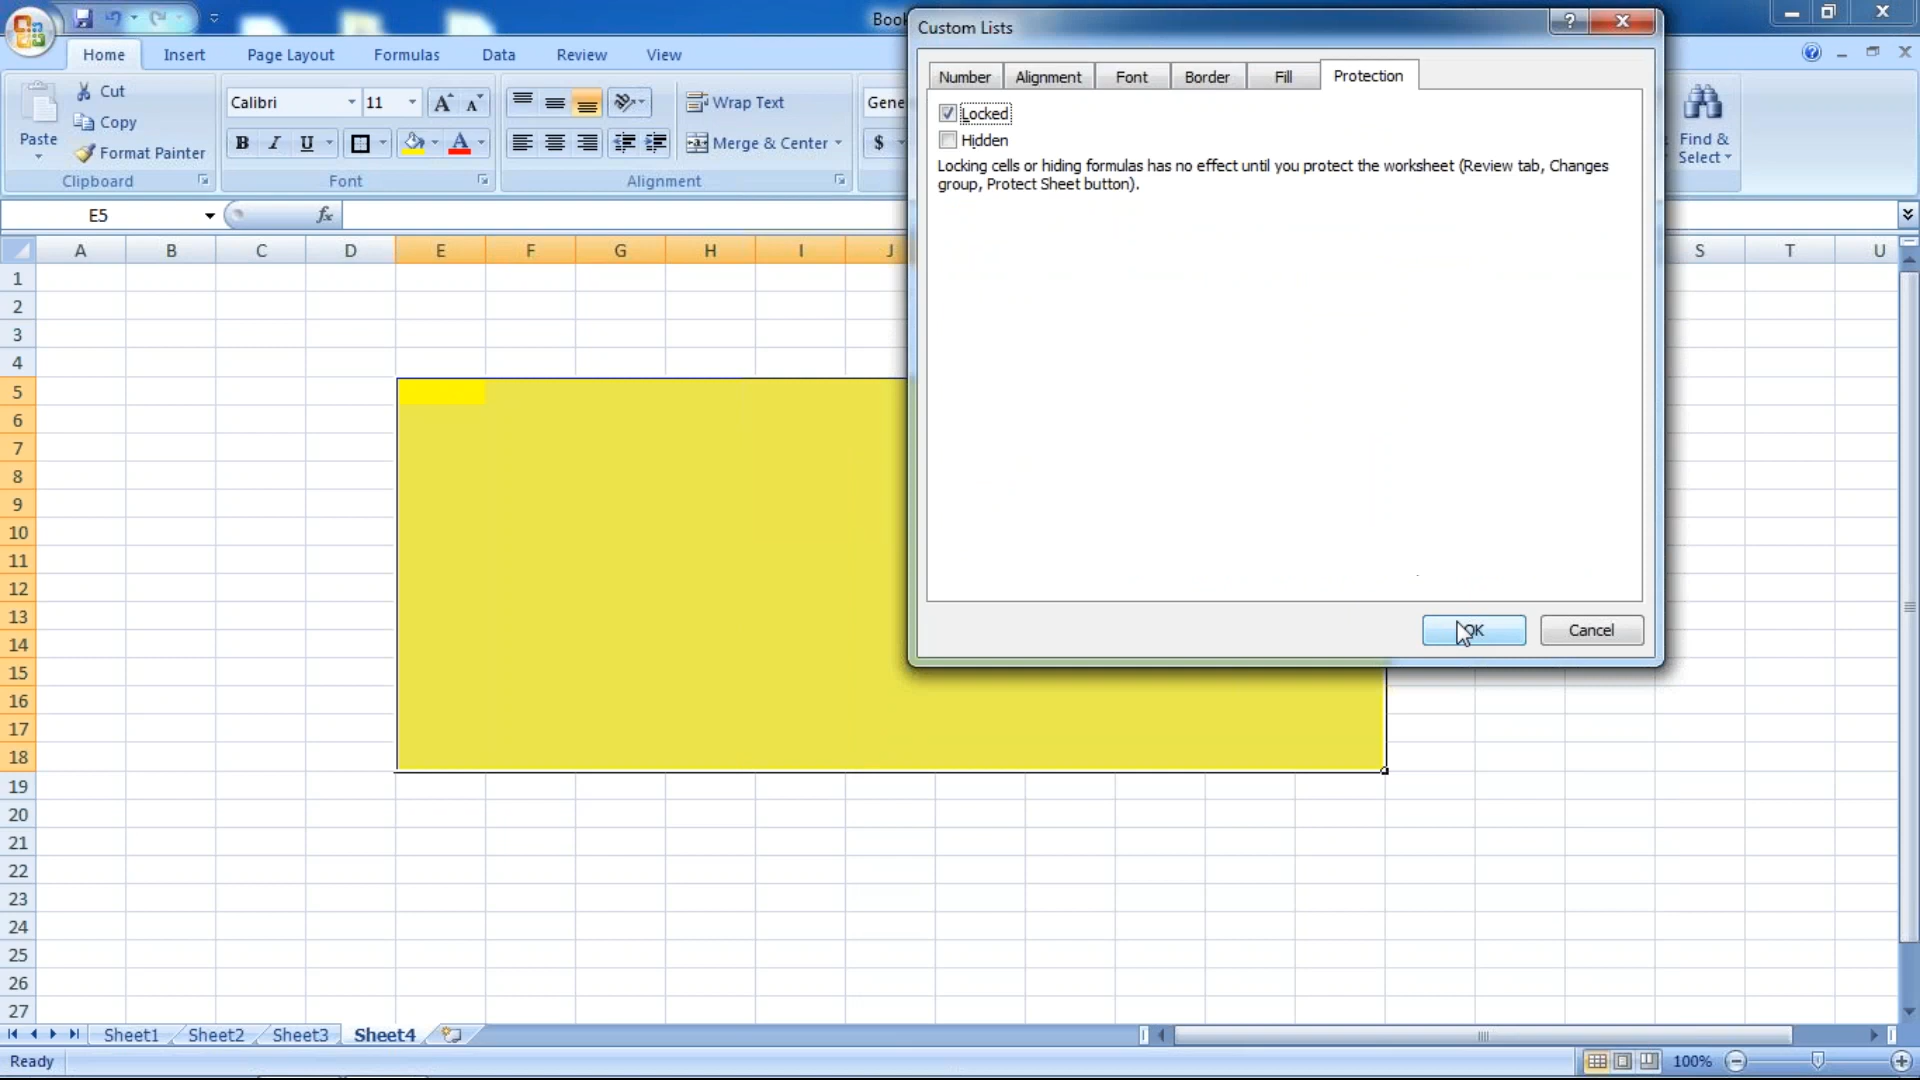 Book
Custom Lists
?
Home Insert Page Layout Formulas Data Review View
Number Alignment Font Border Fill Protection
Paste
Cut
Copy
Format Painter
Clipboard
Calibri 11
B I U
Font
Wrap Text
Merge & Center
Alignment
Gene
$
Find &
Select
Locked
Hidden
Locking cells or hiding formulas has no effect until you protect the worksheet (Review tab, Changes
group, Protect Sheet button).
OK Cancel
E5 fx
A B C D E F G H I J S T U
1
2
3
4
5
6
7
8
9
10
11
12
13
14
15
16
17
18
19
20
21
22
23
24
25
26
27
Sheet1 Sheet2 Sheet3 Sheet4
Ready 100%